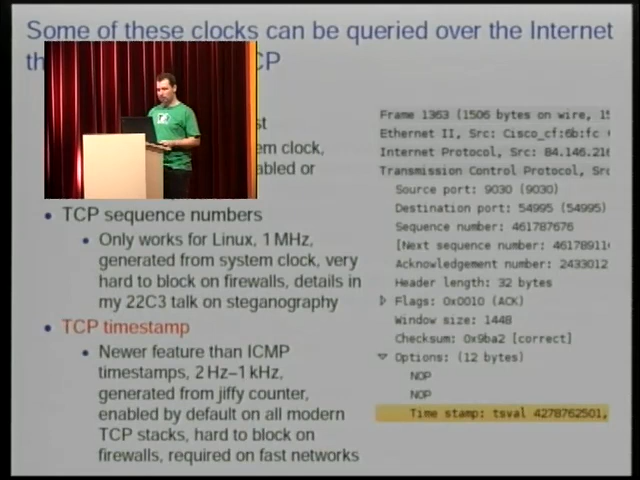 Some of these clocks can be queried over the Internet
CP
st
em clock,
abled or
• TCP sequence numbers
• Only works for Linux, 1 MHz,
generated from system clock, very
hard to block on firewalls, details in
my 22C3 talk on steganography
• TCP timestamp
• Newer feature than ICMP
timestamps, 2 Hz–1 kHz,
generated from jiffy counter,
enabled by default on all modern
TCP stacks, hard to block on
firewalls, required on fast networks
Frame 1363 (1506 bytes on wire, 15
Ethernet II, Src: Cisco_cf:6b:fc
Internet Protocol, Src: 84.146.216
Transmission Control Protocol, Src
Source port: 9030 (9030)
Destination port: 54995 (54995)
Sequence number: 461787676
[Next sequence number: 46178911
Acknowledgement number: 2433012
Header length: 32 bytes
Flags: 0x0010 (ACK)
Window size: 1448
Checksum: 0x9ba2 [correct]
Options: (12 bytes)
NOP
NOP
Time stamp: tsval 4278762501,